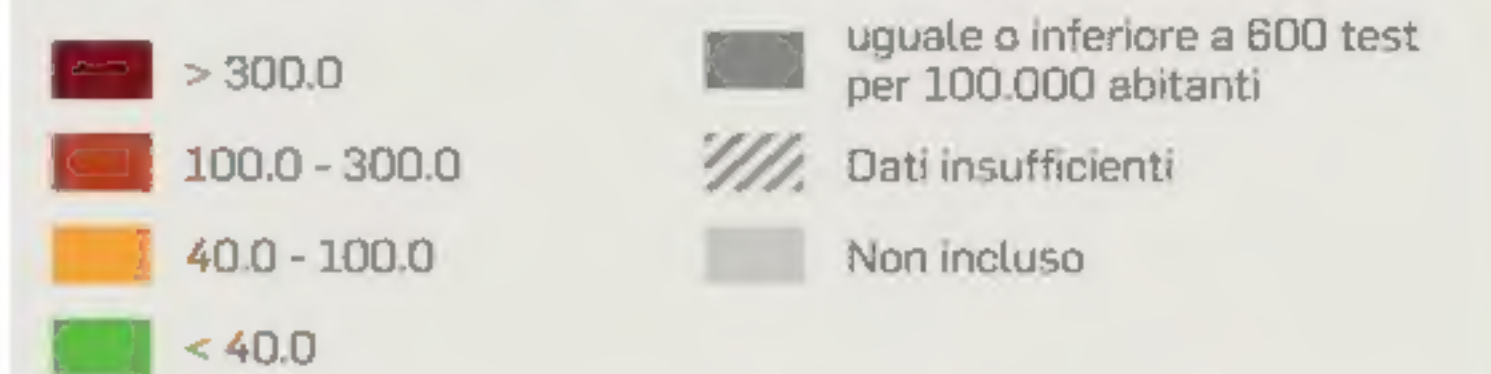 > 300.0
100.0 - 300.0
40.0 - 100.0
< 40.0
uguale o inferiore a 600 test
per 100.000 abitanti
Dati insufficienti
Non incluso